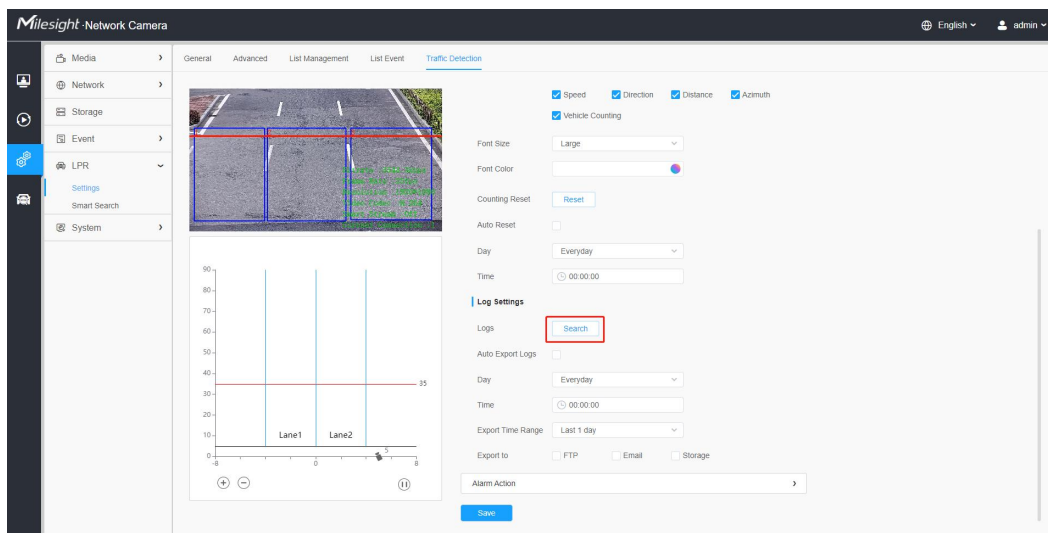 Milesight -Network Camera
English
admin
Media
Network
Storage
Event
LPR
Settings
Smart Search
System
General Advanced List Management List Event Traffic Detection
Speed Direction Distance Azimuth
Vehicle Counting
Font Size Large
Font Color
Counting Reset Reset
Auto Reset
Day Everyday
Time 00:00:00
Log Settings
Logs Search
Auto Export Logs
Day Everyday
Time 00:00:00
Export Time Range Last 1 day
Export to FTP Email Storage
Alarm Action
Save
90
80
70
60
50
40
35
30
20
10 Lane1 Lane2
5
0
-8 0 8